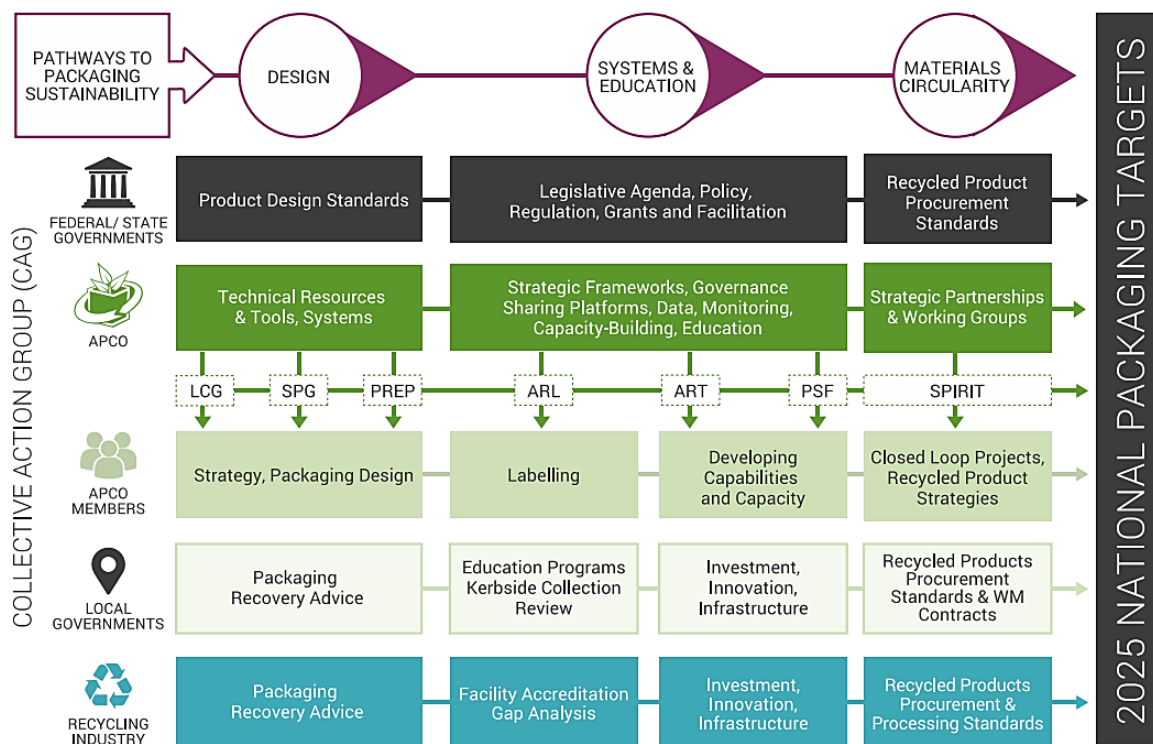 PATHWAYS TO
PACKAGING
SUSTAINABILITY
DESIGN
SYSTEMS &
EDUCATION
MATERIALS
CIRCULARITY
COLLECTIVE ACTION GROUP (CAG)
FEDERAL/ STATE
GOVERNMENTS
Product Design Standards
Legislative Agenda, Policy,
Regulation, Grants and Facilitation
Recycled Product
Procurement
Standards
APCO
Technical Resources
& Tools, Systems
Strategic Frameworks, Governance
Sharing Platforms, Data, Monitoring,
Capacity-Building, Education
Strategic Partnerships
& Working Groups
LCG
SPG
PREP
ARL
ART
PSF
SPIRIT
APCO
MEMBERS
Strategy, Packaging Design
Labelling
Developing
Capabilities
and Capacity
Closed Loop Projects,
Recycled Product
Strategies
LOCAL
GOVERNMENTS
Packaging
Recovery Advice
Education Programs
Kerbside Collection
Review
Investment,
Innovation,
Infrastructure
Recycled Products
Procurement
Standards & WM
Contracts
RECYCLING
INDUSTRY
Packaging
Recovery Advice
Facility Accreditation
Gap Analysis
Investment,
Innovation,
Infrastructure
Recycled Products
Procurement &
Processing Standards
2025 NATIONAL PACKAGING TARGETS